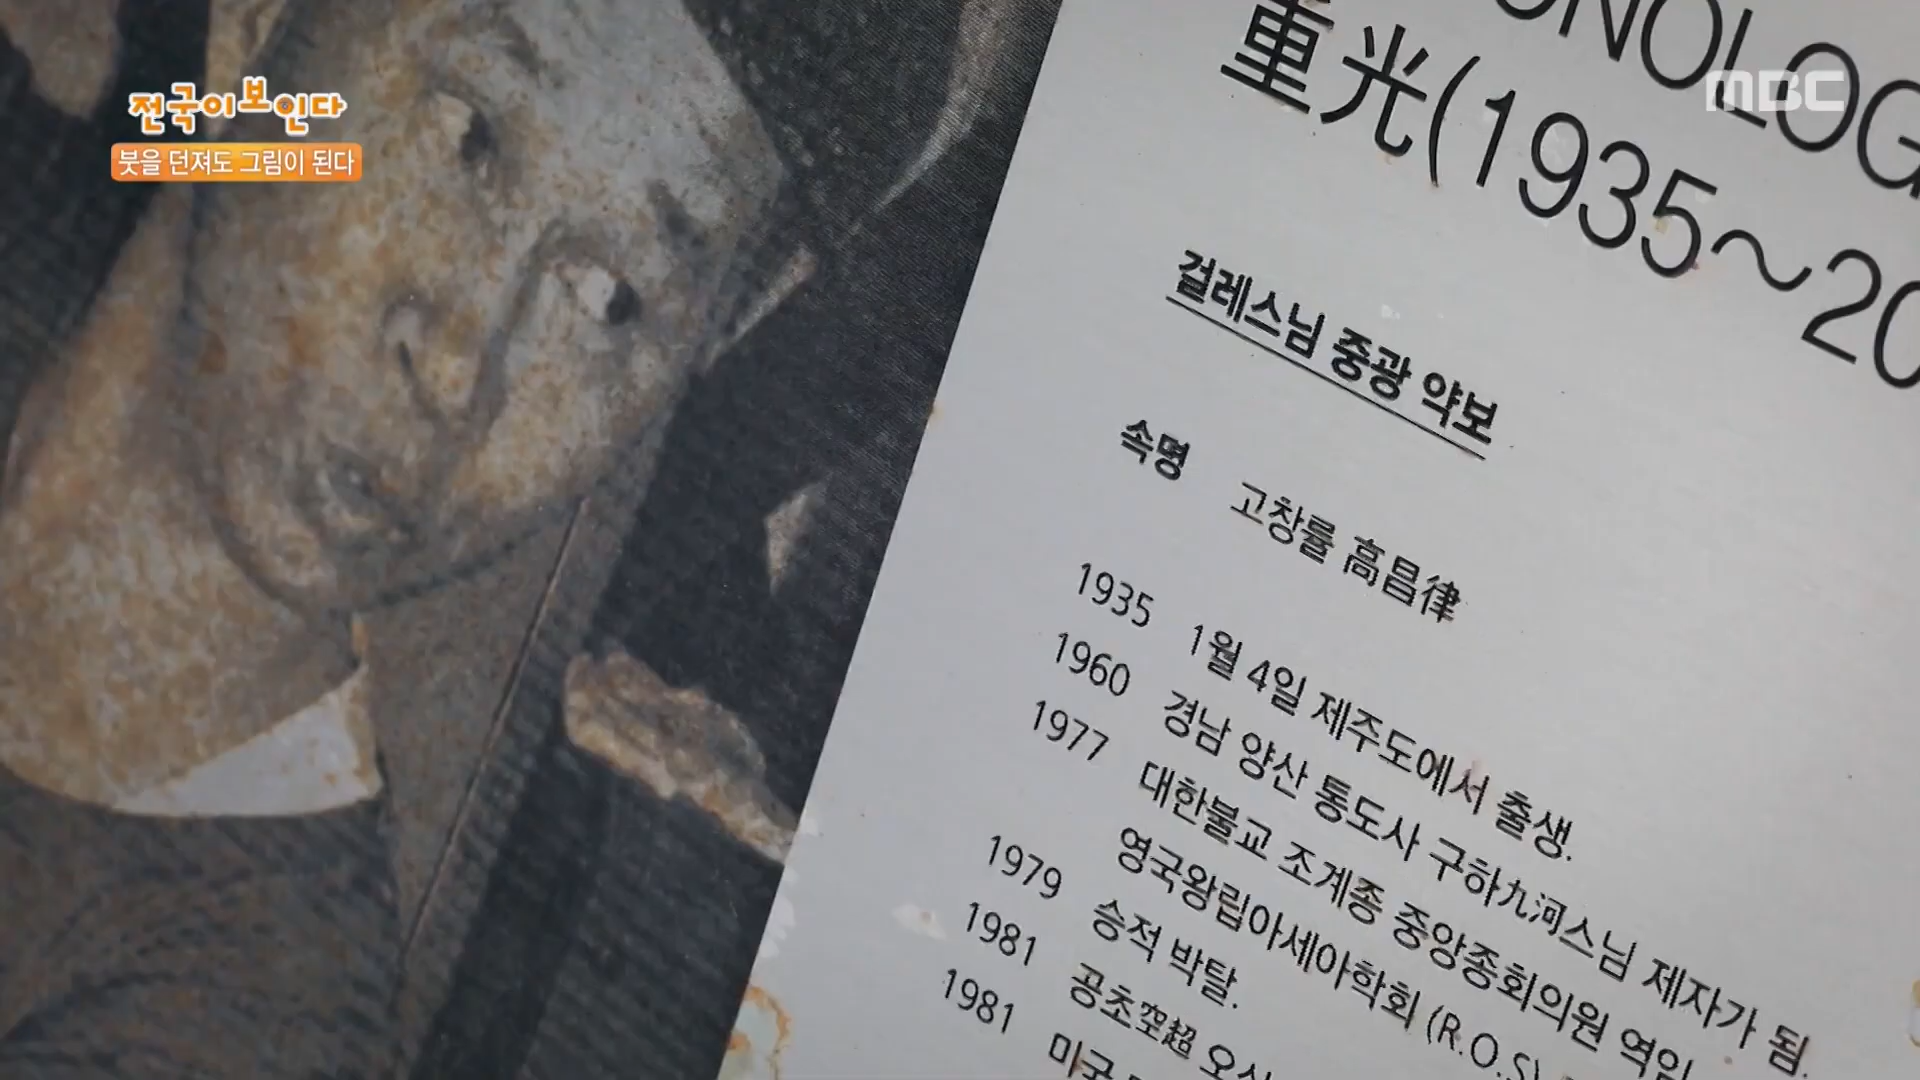 전국이보인다
붓을 던져도 그림이 된다
MBC
重光(1935~20
걸레스님 중광 약보
속명 고창률 高昌律
1935 1월 4일 제주도에서 출생.
1960 경남 양산 통도사 구하九河스님 제자가 됨.
1977 대한불교 조계종 중앙종회의원 역임
영국왕립아세아학회 (R.O.S)
1979 승적 박탈.
1981 공초空超
1981 미국